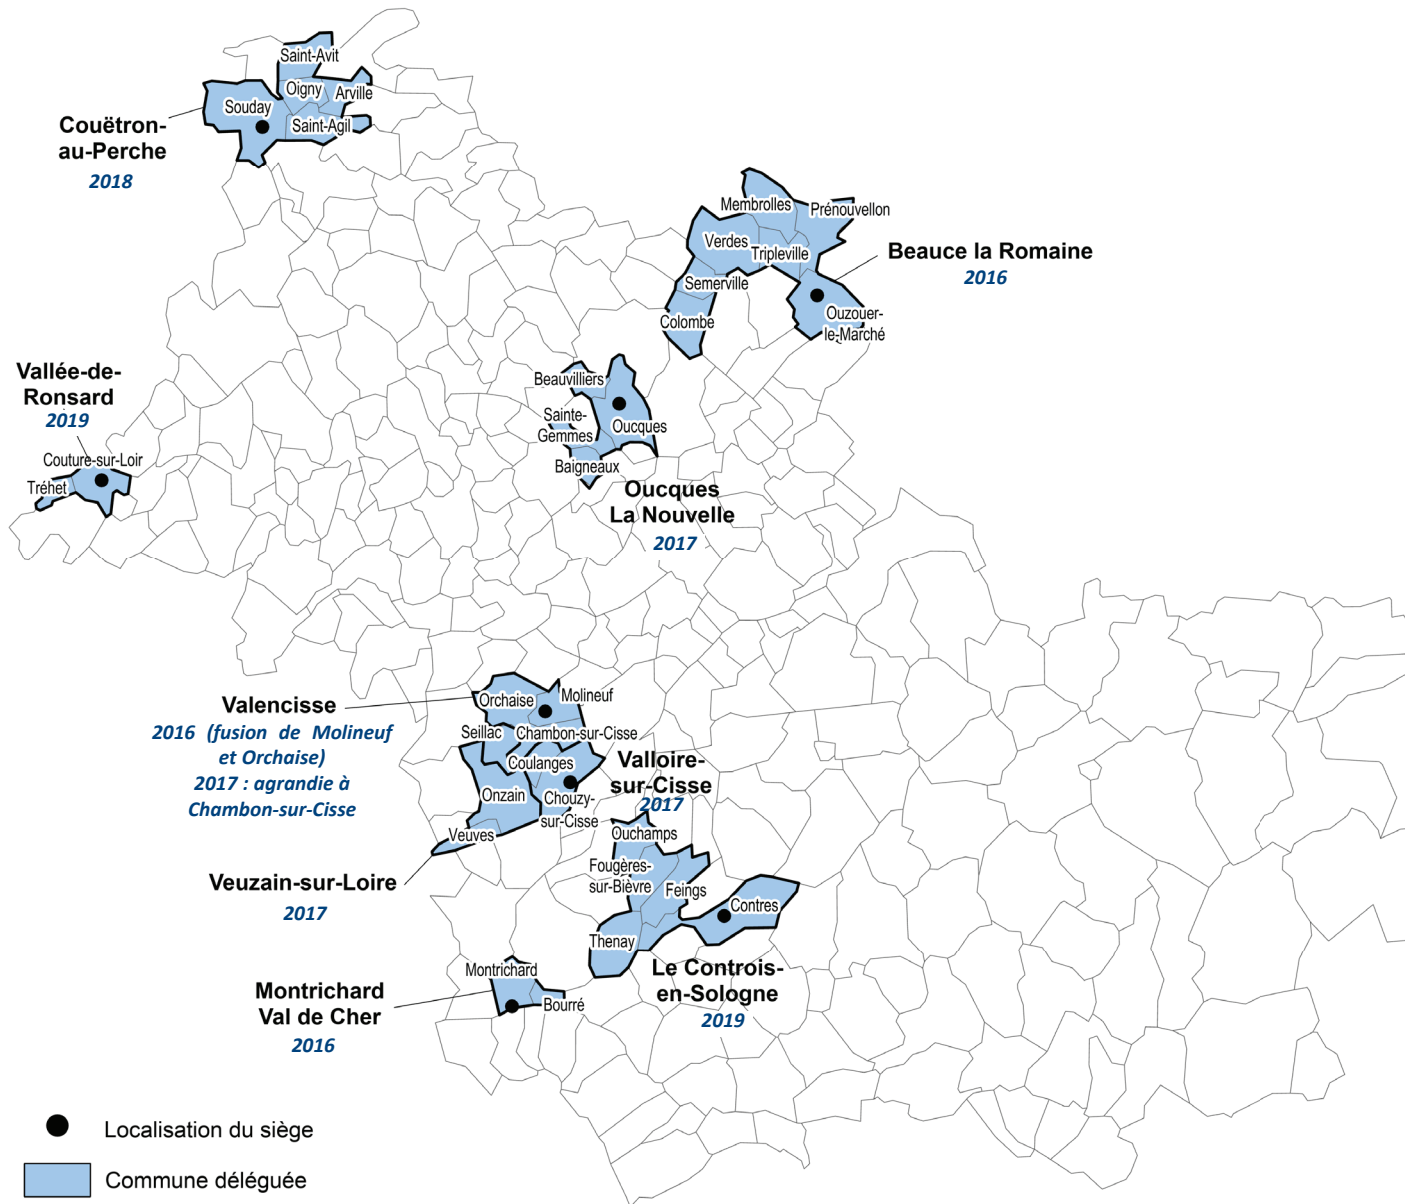 Saint-Avit
Oigny
Arville
Souday
Saint-Agil
Couëtron-
au-Perche
2018
Membrolles
Prénouvellon
Verdes
Tripleville
Semerville
Colombe
Ouzouer-
le-Marché
Beauce la Romaine
2016
Vallée-de-
Ronsard
2019
Couture-sur-Loir
Tréhet
Beauvilliers
Sainte-
Gemmes
Oucques
Baigneaux
Oucques
La Nouvelle
2017
Valencisse
2016 (fusion de Molineuf
et Orchaise)
2017 : agrandie à
Chambon-sur-Cisse
Orchaise
Molineuf
Seillac
Chambon-sur-Cisse
Coulanges
Onzain
Chouzy-
sur-Cisse
Veuves
Valloire-
sur-Cisse
2017
Veuzain-sur-Loire
2017
Ouchamps
Fougères-
sur-Bièvre
Feings
Contres
Thenay
Le Controis-
en-Sologne
2019
Montrichard
Bourré
Montrichard
Val de Cher
2016
Localisation du siège
Commune déléguée